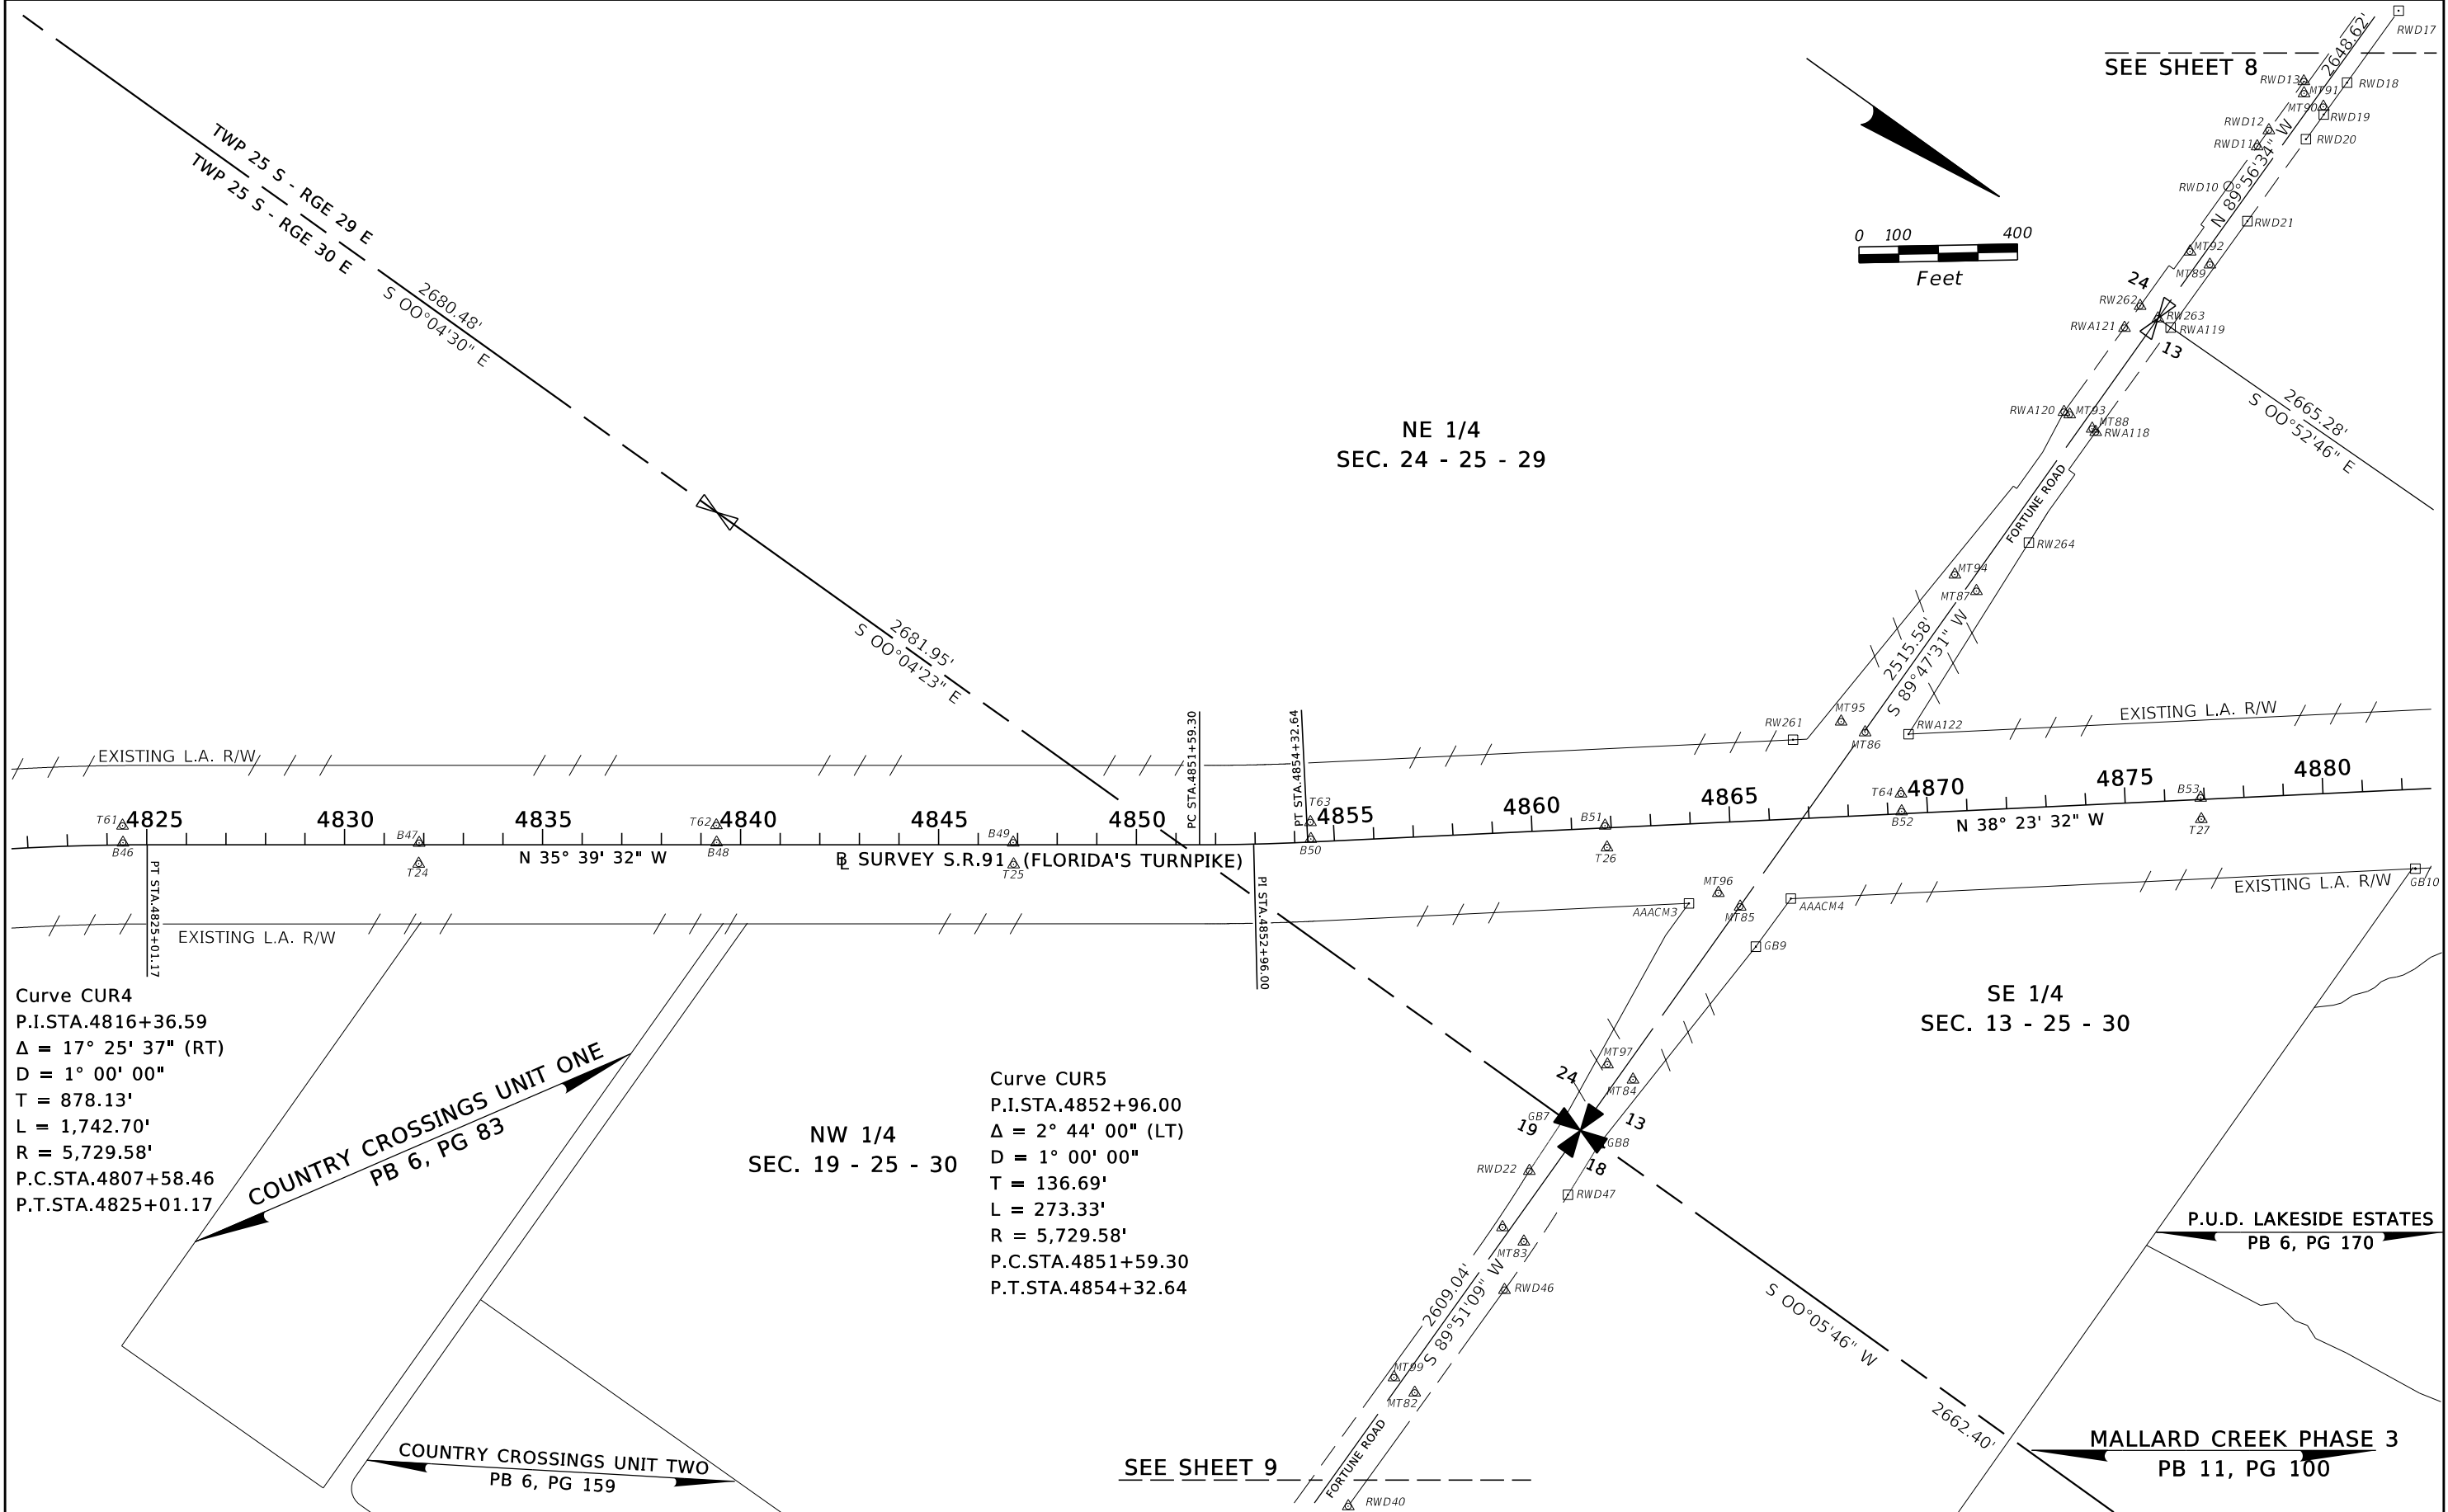 2648.62'
RWD17
SEE SHEET 8
RWD13
RWD18
MT91
MT90
RWD19
RWD12
RWD20
RWD11
N 89°56'34" W
RWD10
RWD21
MT92
MT89
0 100 400
Feet
24
RW262
RW263
RWA121
RWA119
13
TWP 25 S - RGE 29 E
TWP 25 S - RGE 30 E
2680.48'
S OO°04'30" E
2665.28'
S OO°52'46" E
RWA120
MT93
MT88
RWA118
NE 1/4
SEC. 24 - 25 - 29
FORTUNE ROAD
RW264
MT94
MT87
2681.95'
S OO°04'23" E
2515.58'
S 89°47'31" W
PC STA.4851+59.30
PT STA.4854+32.64
RW261
MT95
MT86
RWA122
EXISTING L.A. R/W
EXISTING L.A. R/W
T61
4825
4830
4835
T62
4840
4845
4850
T63
4855
4860
4865
T64
4870
4875
B53
4880
B46
B47
T24
N 35° 39' 32" W
B48
B49
T25
BL SURVEY S.R.91 (FLORIDA'S TURNPIKE)
B50
B51
T26
B52
N 38° 23' 32" W
T27
PT STA.4825+01.17
PI STA.4852+96.00
EXISTING L.A. R/W
MT96
AAACM3
MT85
AAACM4
GB9
EXISTING L.A. R/W
GB10
Curve CUR4
P.I.STA.4816+36.59
Δ = 17° 25' 37" (RT)
D = 1° 00' 00"
T = 878.13'
L = 1,742.70'
R = 5,729.58'
P.C.STA.4807+58.46
P.T.STA.4825+01.17
COUNTRY CROSSINGS UNIT ONE
PB 6, PG 83
NW 1/4
SEC. 19 - 25 - 30
Curve CUR5
P.I.STA.4852+96.00
Δ = 2° 44' 00" (LT)
D = 1° 00' 00"
T = 136.69'
L = 273.33'
R = 5,729.58'
P.C.STA.4851+59.30
P.T.STA.4854+32.64
SE 1/4
SEC. 13 - 25 - 30
MT97
24
MT84
GB7
19
13
GB8
18
RWD22
RWD47
MT83
RWD46
2609.04'
S 89°51'09" W
S OO°05'46" W
P.U.D. LAKESIDE ESTATES
PB 6, PG 170
MT99
MT82
FORTUNE ROAD
2662.40'
MALLARD CREEK PHASE 3
PB 11, PG 100
COUNTRY CROSSINGS UNIT TWO
PB 6, PG 159
SEE SHEET 9
RWD40